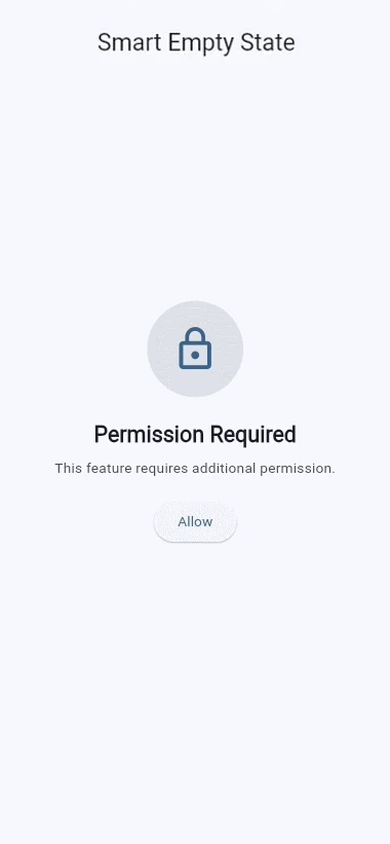 Smart Empty State
Permission Required
This feature requires additional permission.
Allow